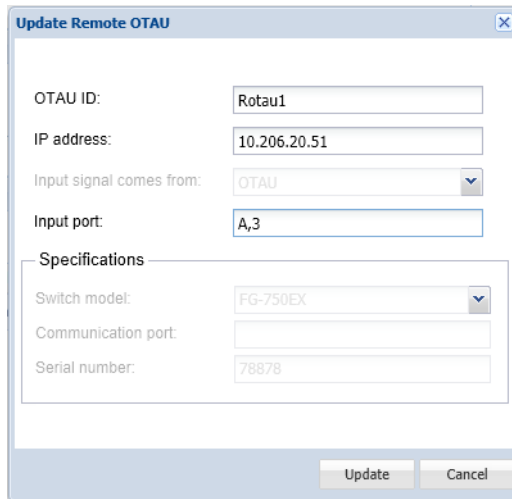 Update Remote OTAU
OTAU ID: Rotau1
IP address: 10.206.20.51
Input signal comes from: OTAU
Input port: A,3
Specifications
Switch model: FG-750EX
Communication port:
Serial number: 78878
Update Cancel